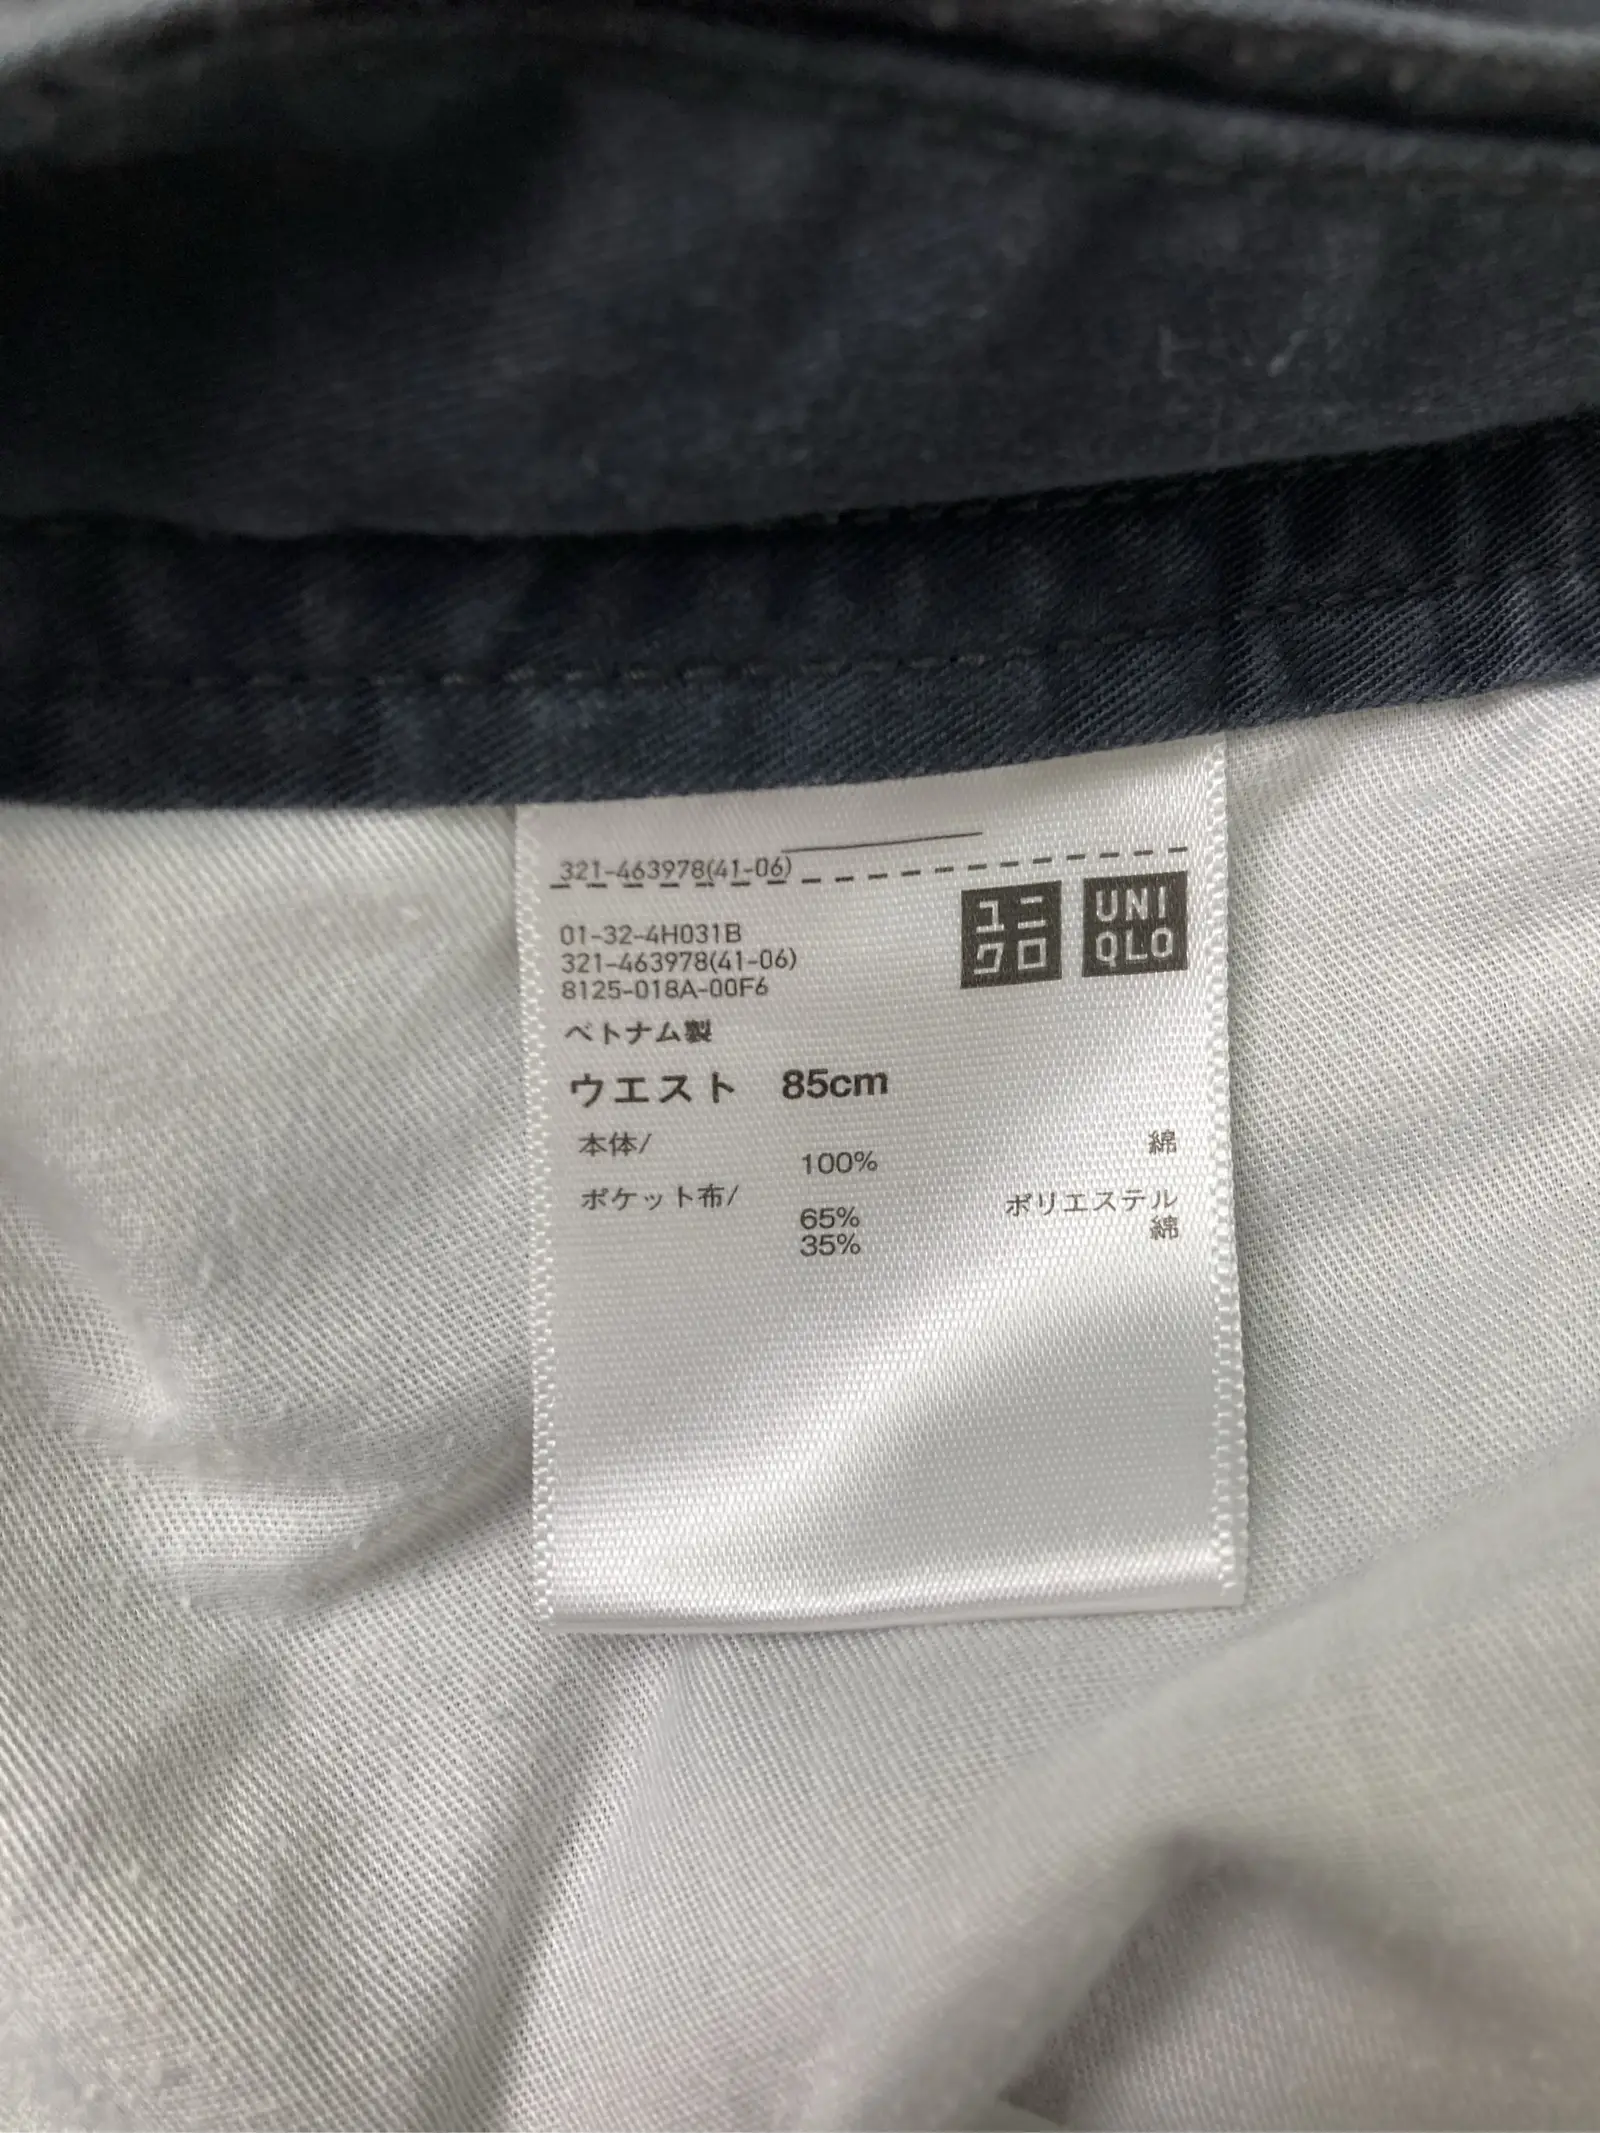 321-463978(41-06)
ユニ
クロ
UNI
QLO
01-32-4H031B
321-463978(41-06)
8125-018A-00F6
ベトナム製
ウエスト 85cm
本体/ 綿
100%
ポケット布/ ポリエステル
65% 綿
35%